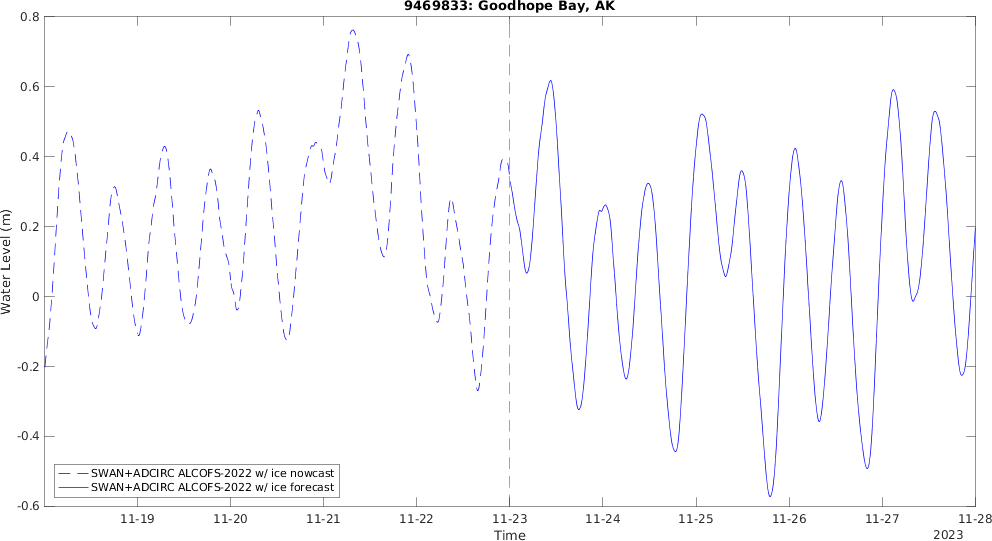 9469833: Goodhope Bay, AK
Water Level (m)
0.8
0.6
0.4
0.2
0
-0.2
-0.4
-0.6
SWAN+ADCIRC ALCOFS-2022 w/ ice nowcast
SWAN+ADCIRC ALCOFS-2022 w/ ice forecast
11-19 11-20 11-21 11-22 11-23 11-24 11-25 11-26 11-27 11-28
Time
2023